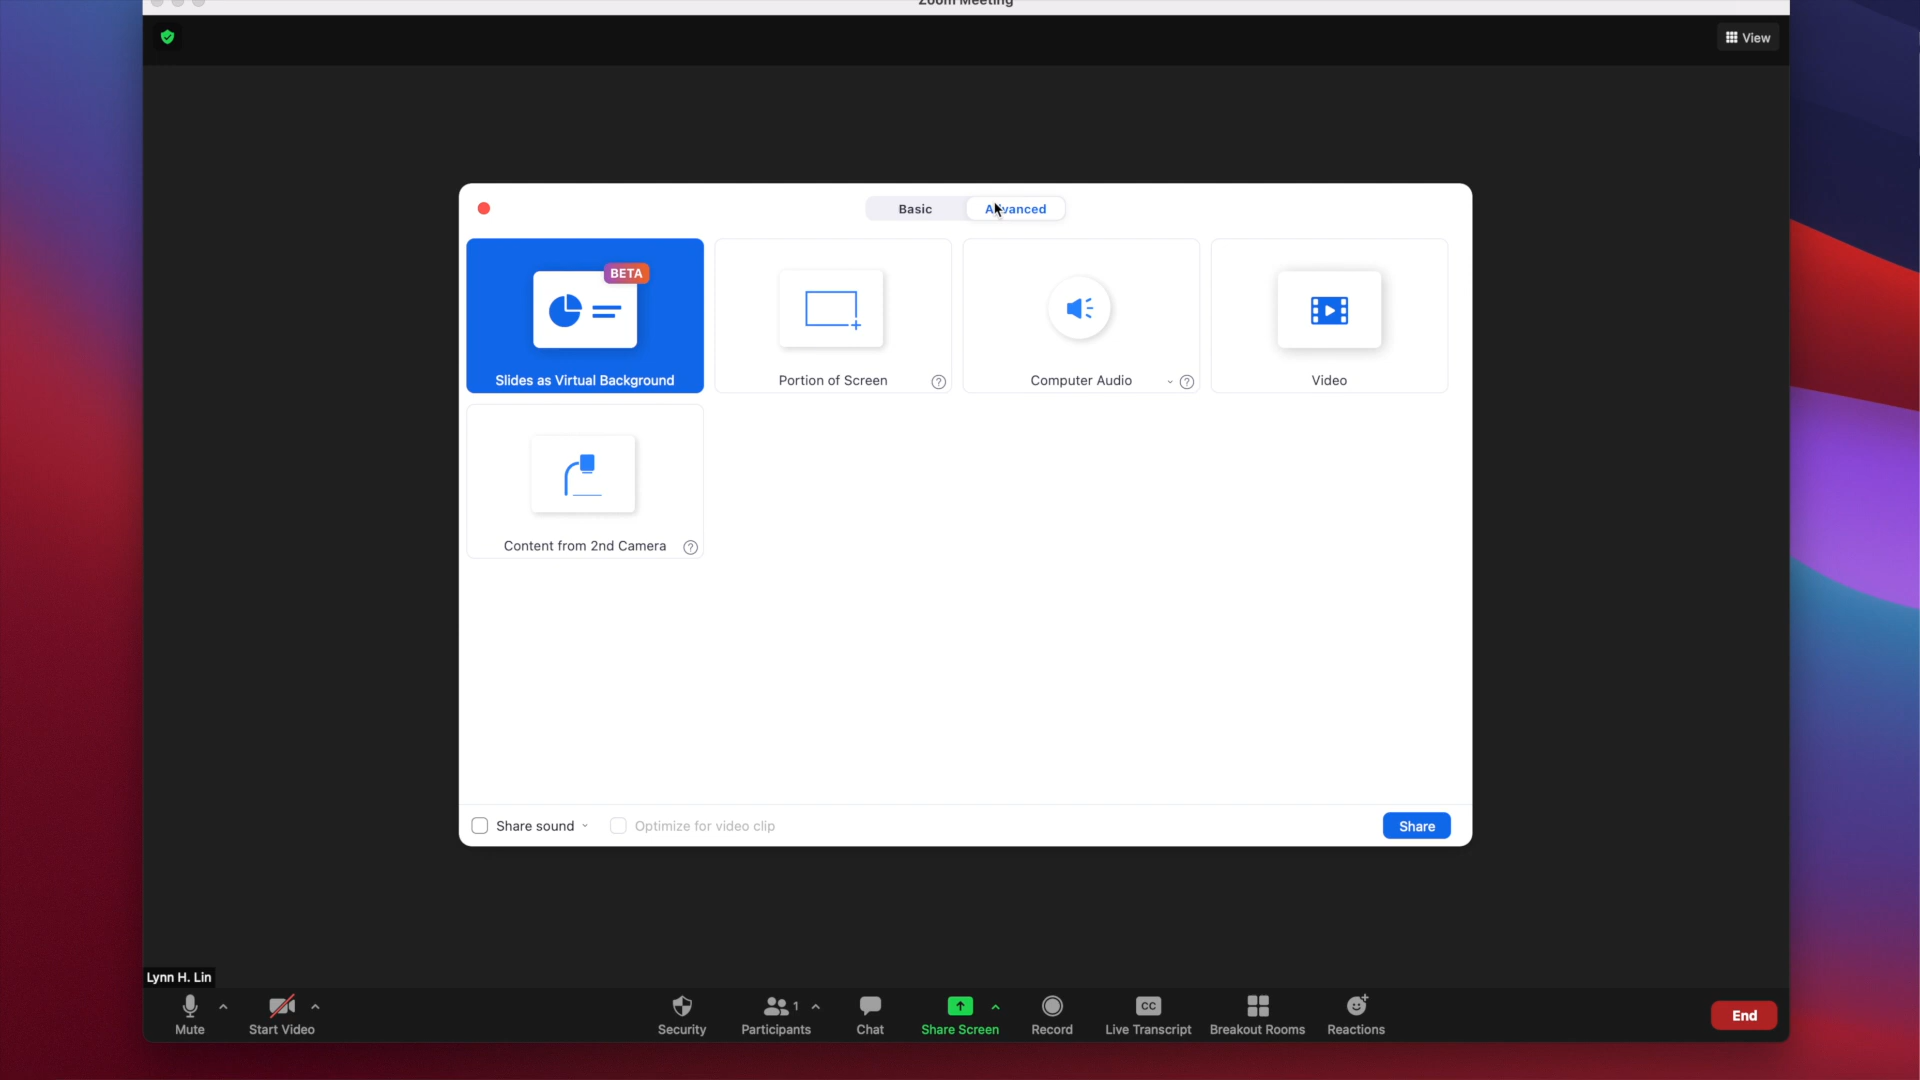 Zoom Meeting
View
Basic
Advanced
BETA
Slides as Virtual Background
Portion of Screen
?
Computer Audio
?
Video
Content from 2nd Camera
?
Share sound
Optimize for video clip
Share
Lynn H. Lin
Mute
Start Video
Security
1
Participants
Chat
Share Screen
Record
CC
Live Transcript
Breakout Rooms
Reactions
End